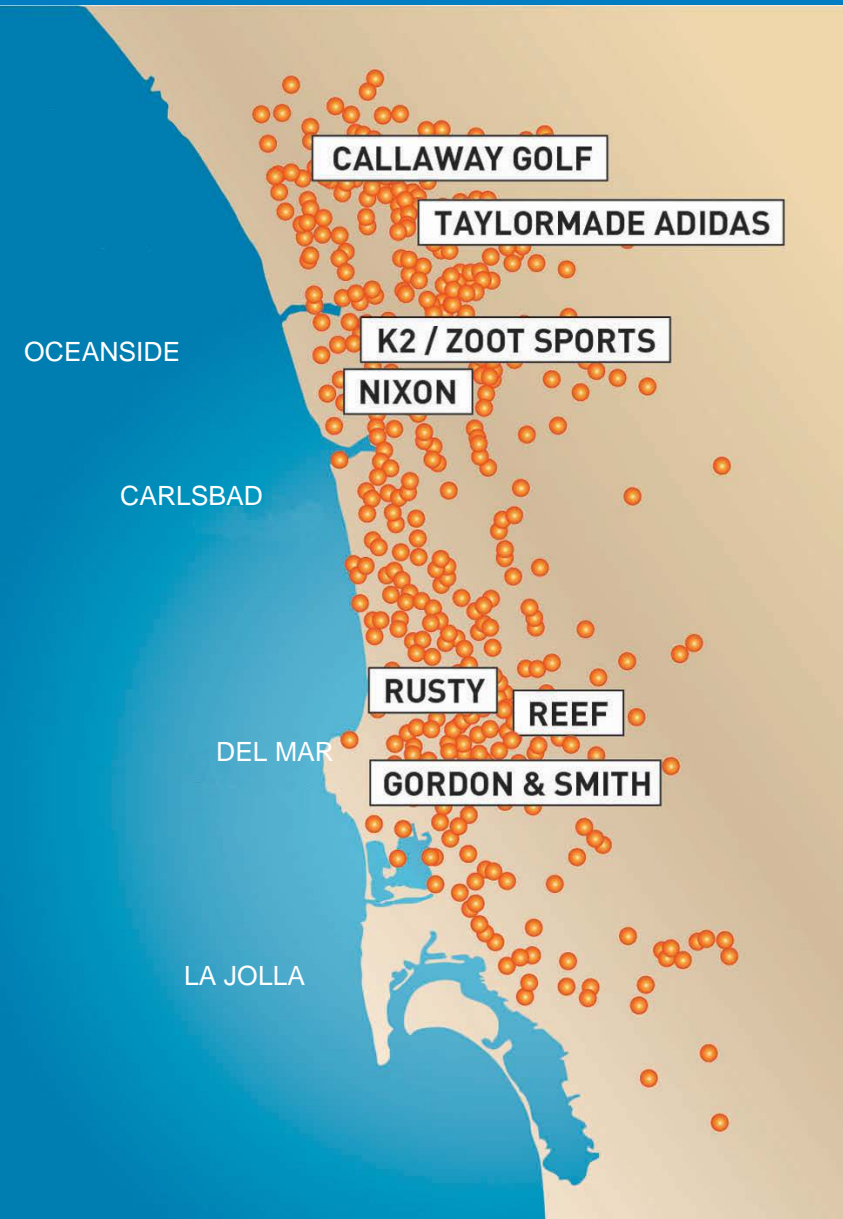 CALLAWAY GOLF
TAYLORMADE ADIDAS
K2 / ZOOT SPORTS
OCEANSIDE
NIXON
CARLSBAD
RUSTY
REEF
DEL MAR
GORDON & SMITH
LA JOLLA